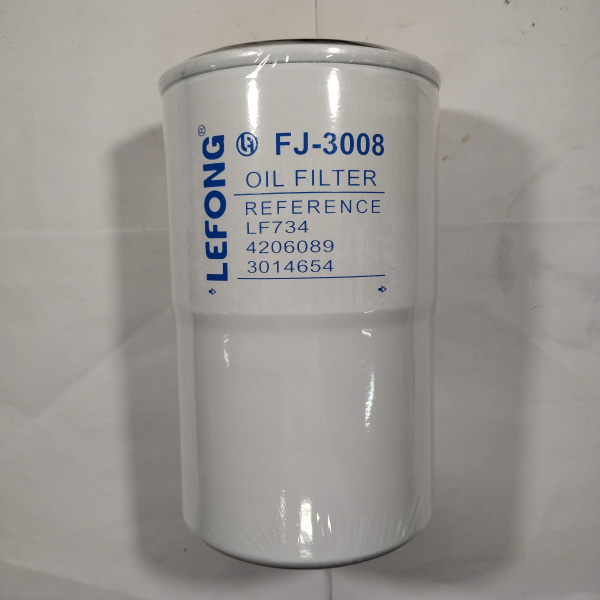 LEFONG®
FJ-3008
OIL FILTER
REFERENCE
LF734
4206089
3014654